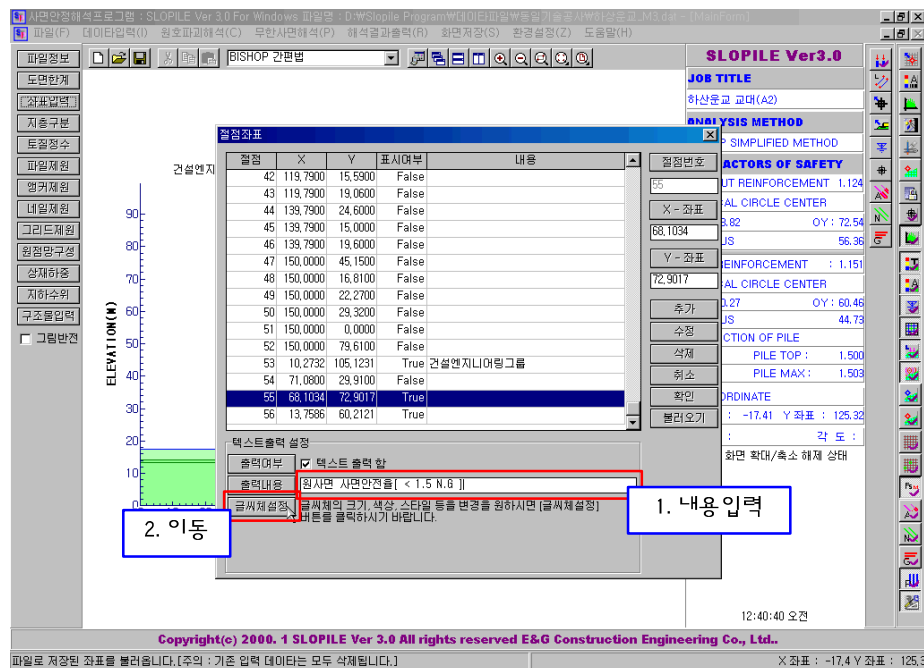 사면안정해석프로그램 : SLOPILE Ver 3.0 For Windows 파일명 : D:₩Slopile Program₩데이타파일₩동일기술공사₩하산운교_M3.dat - [Mainform]
파일(F) 데이타입력(I) 원호파괴해석(C) 무한사면해석(P) 해석결과출력(R) 화면저장(S) 환경설정(Z) 도움말(H)
BISHOP 간편법
파일정보
도면한계
좌표입력
지층구분
토질정수
파일제원
앵커제원
네일제원
그리드제원
원점망구성
상재하중
지하수위
구조물입력
그림반전
건설엔지
ELEVATION(M)
90
80
70
60
50
40
30
20
10
0
절점좌표
절점 X Y 표시여부 내용
42 119,7900 15,5900 False
43 119,7900 19,0600 False
44 139,7900 24,6000 False
45 139,7900 15,0000 False
46 139,7900 19,6000 False
47 150,0000 45,1500 False
48 150,0000 16,8100 False
49 150,0000 22,2700 False
50 150,0000 29,3200 False
51 150,0000 0,0000 False
52 150,0000 79,6100 False
53 10,2732 105,1231 True 건설엔지니어링그룹
54 71,0800 29,9100 False
55 68,1034 72,9017 True
56 13,7586 60,2121 True
절점번호
55
X - 좌표
68,1034
Y - 좌표
72,9017
추가
수정
삭제
취소
확인
불러오기
텍스트출력 설정
출력여부 텍스트 출력 함
출력내용 원사면 사면안전율[ < 1.5 N.G ]
글씨체설정 글씨체의 크기, 색상, 스타일 등을 변경을 원하시면 [글씨체설정]
버튼를 클릭하시기 바랍니다.
1. 내용입력
2. 이동
SLOPILE Ver3.0
JOB TITLE
하산운교 교대(A2)
ANALYSIS METHOD
SIMPLIFIED METHOD
ACTORS OF SAFETY
UT REINFORCEMENT 1.124
AL CIRCLE CENTER
.82 OY : 72.54
US 56.36
EINFORCEMENT : 1.151
AL CIRCLE CENTER
0.27 OY : 60.46
US 44.73
CTION OF PILE
PILE TOP : 1.500
PILE MAX : 1.503
ORDINATE
: -17.41 Y 좌표 : 125.32
: 각 도 :
화면 확대/축소 해제 상태
12:40:40 오전
Copyright(c) 2000. 1 SLOPILE Ver 3.0 All rights reserved E&G Construction Engineering Co., Ltd..
파일로 저장된 좌표를 불러옵니다.[주의 : 기존 입력 데이타는 모두 삭제됩니다.]
X 좌표 : -17,4 Y 좌표 : 125,3